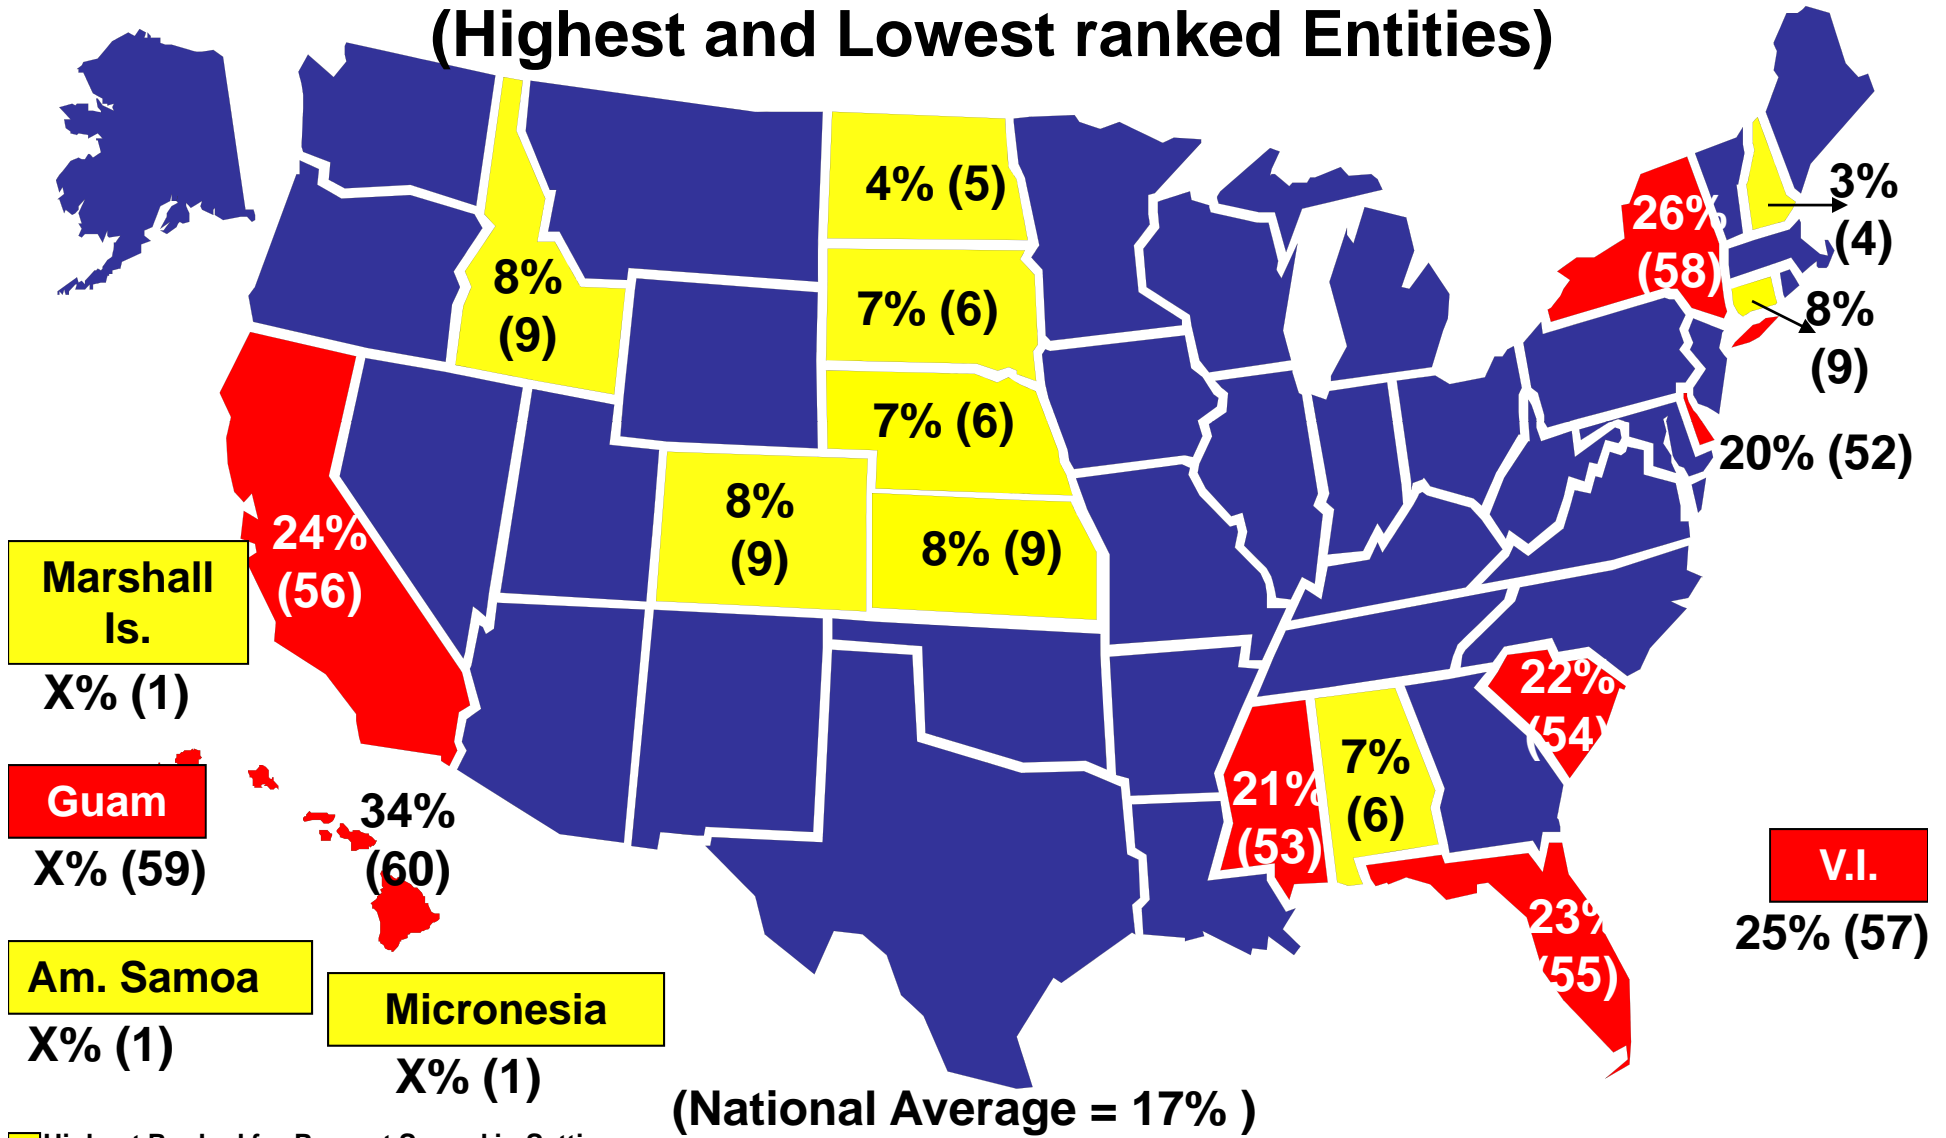 (Highest and Lowest ranked Entities)
4% (5)
3%
(4)
26%
(58)
8%
(9)
7% (6)
8%
(9)
7% (6)
20% (52)
8%
(9)
8% (9)
24%
(56)
Marshall
Is.
X% (1)
22%
(54)
7%
(6)
21%
(53)
Guam
X% (59)
34%
(60)
V.I.
25% (57)
23%
(55)
Am. Samoa
X% (1)
Micronesia
X% (1)
(National Average = 17% )